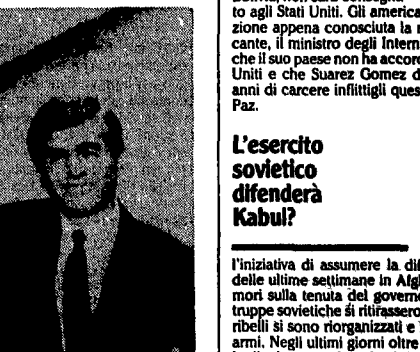 to agli Stati Uniti. Gli america
zione appena conosciuta la
cante, il ministro degli Intern
che il suo paese non ha accor
Uniti e che Suarez Gomez d
anni di carcere inflittigli ques
Paz.
L'esercito
sovietico
difenderà
Kabul?
l'iniziativa di assumere la dif
delle ultime settimane in Afg
mori sulla tenuta del governo
truppe sovietiche si ritirassero
ribelli si sono riorganizzati e
armi. Negli ultimi giorni oltre